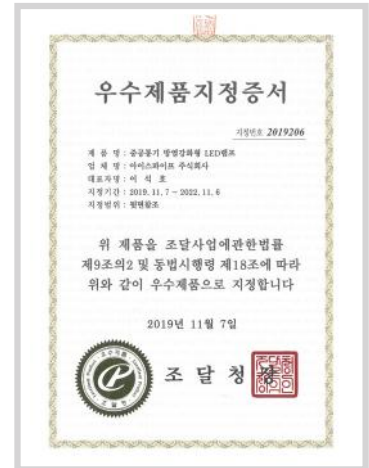 우수제품지정증서
지정번호 2019206
제 품 명 : 중공통기 방열강화형 LED램프
업 체 명 : 아이스파이프 주식회사
대표자명 : 이 석 호
지정기간 : 2019. 11. 7 ~ 2022. 11. 6
지정범위 : 뒷면참조
위 제품을 조달사업에관한법률
제9조의2 및 동법시행령 제18조에 따라
위와 같이 우수제품으로 지정합니다
2019년 11월 7일
조 달 청 장